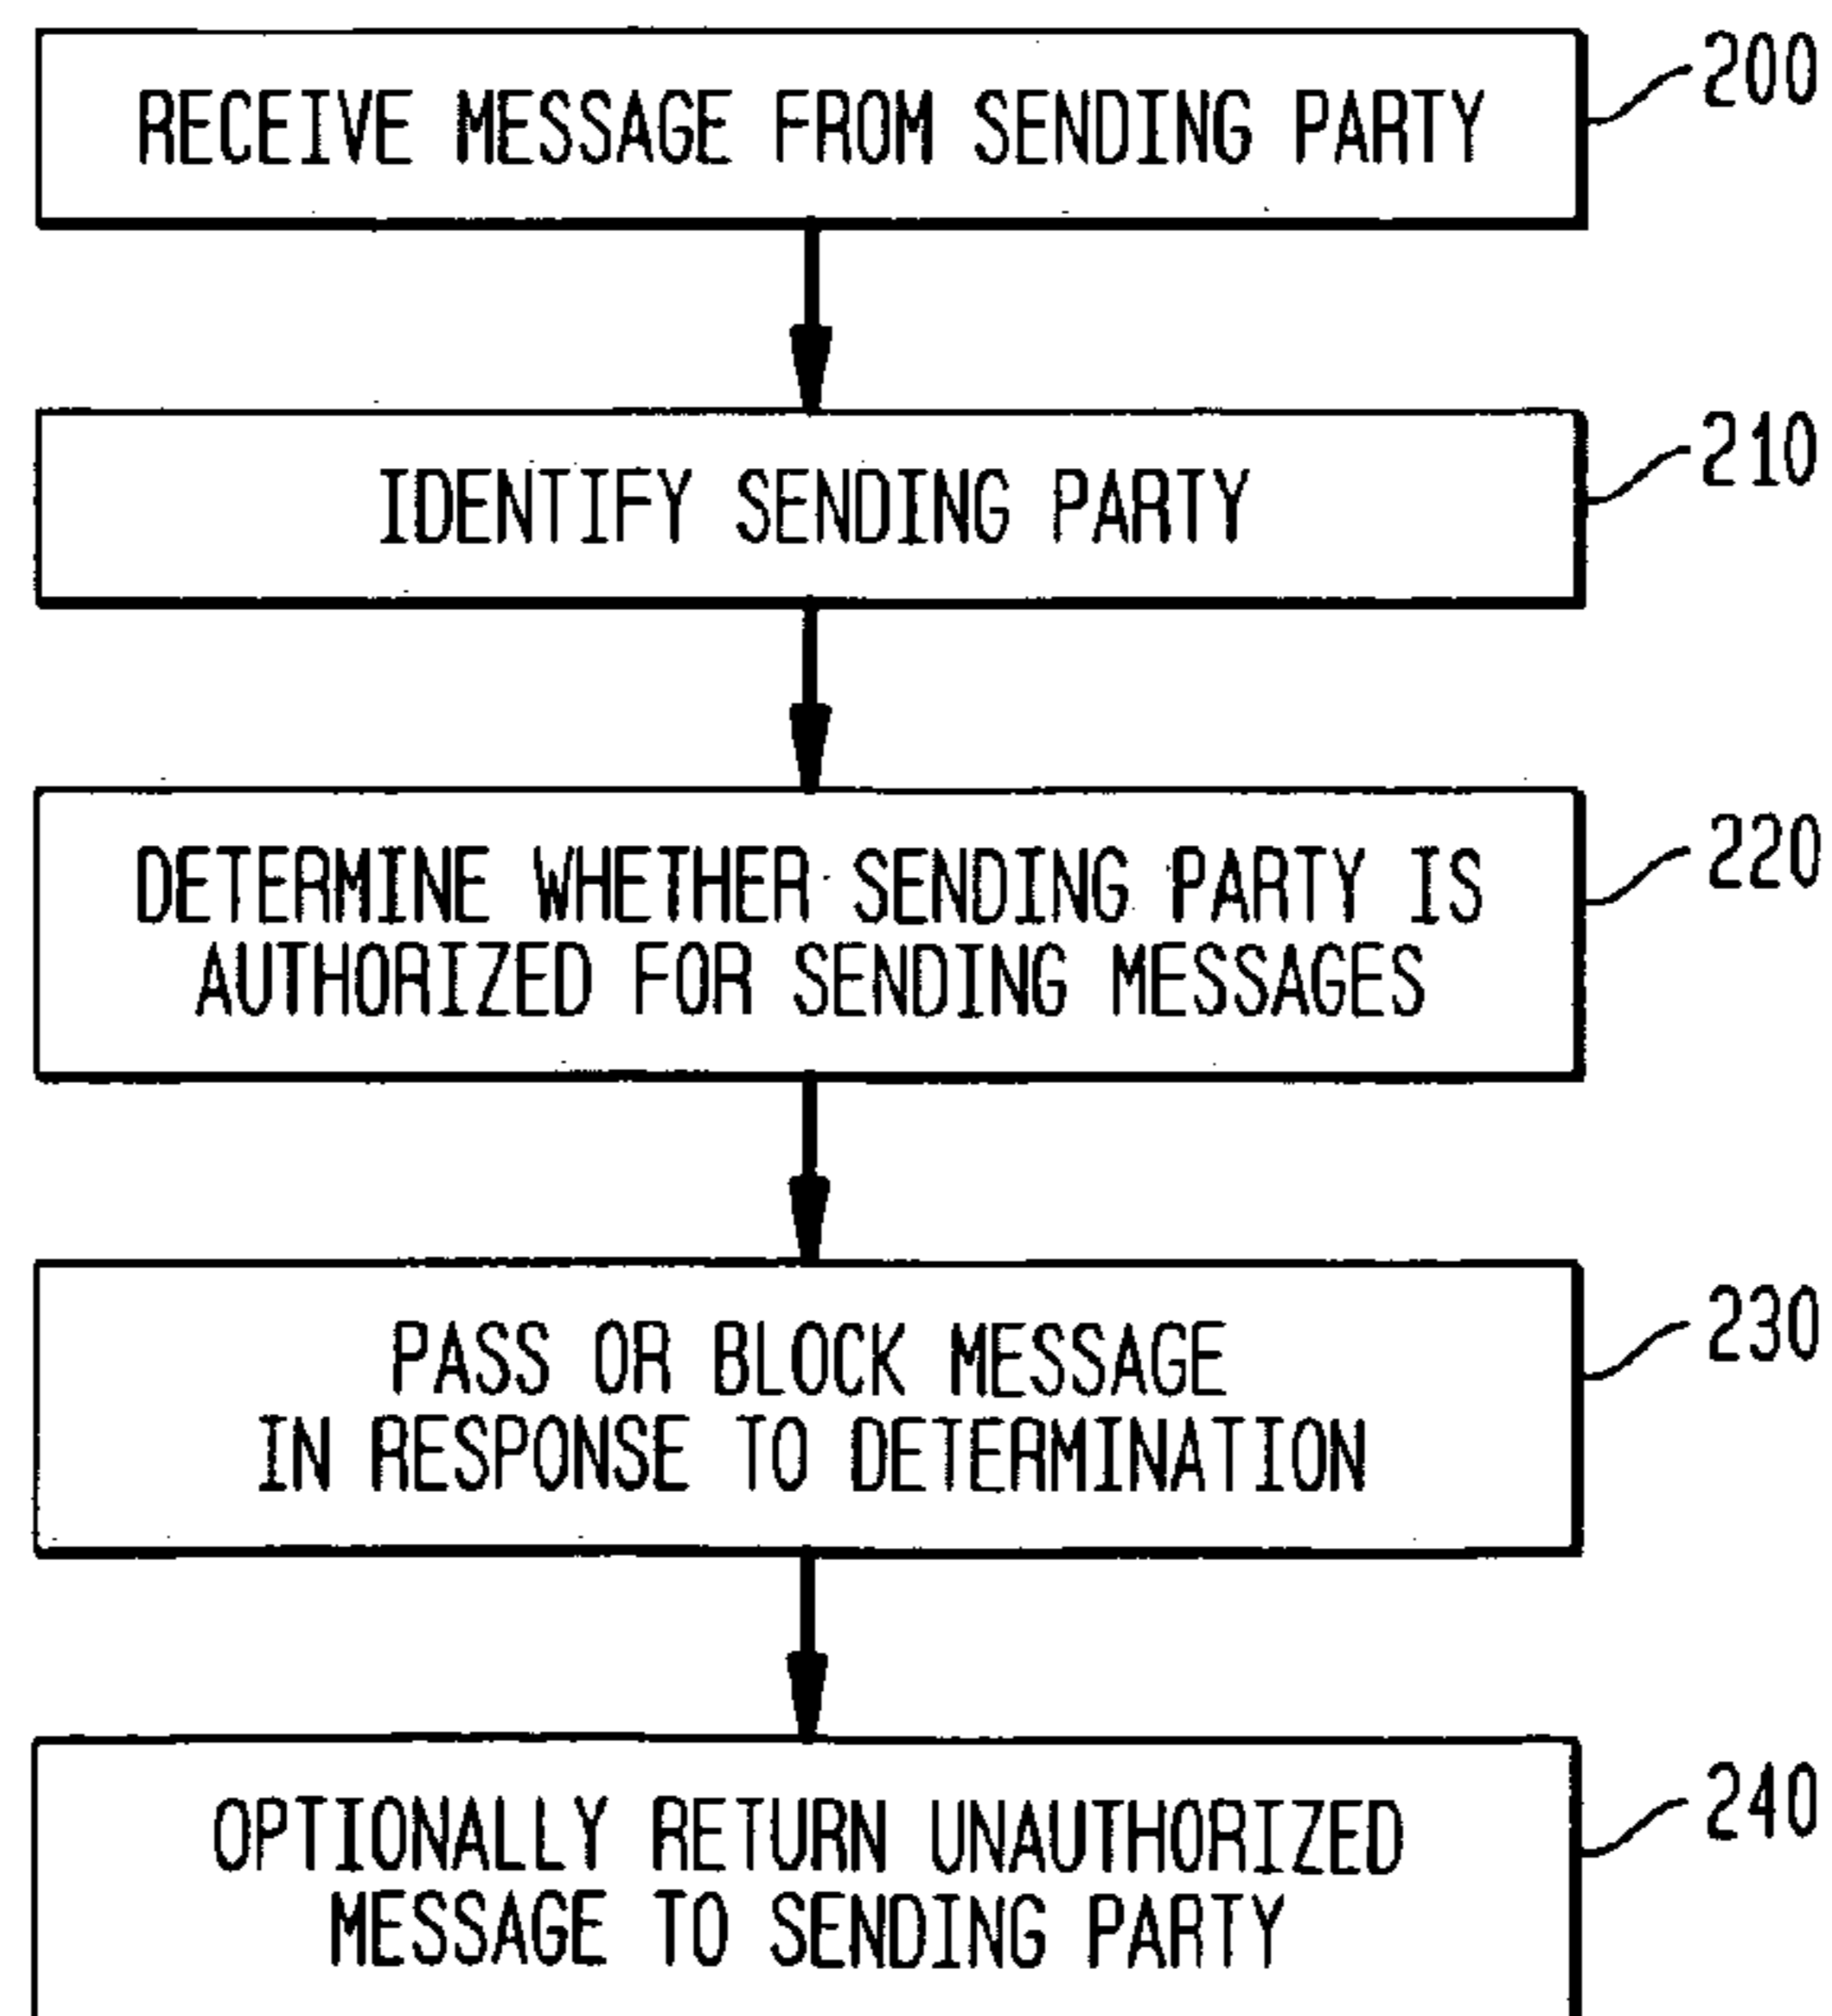 RECEIVE MESSAGE FROM SENDING PARTY
200
IDENTIFY SENDING PARTY
210
DETERMINE WHETHER SENDING PARTY IS
AUTHORIZED FOR SENDING MESSAGES
220
PASS OR BLOCK MESSAGE
IN RESPONSE TO DETERMINATION
230
OPTIONALLY RETURN UNAUTHORIZED
MESSAGE TO SENDING PARTY
240